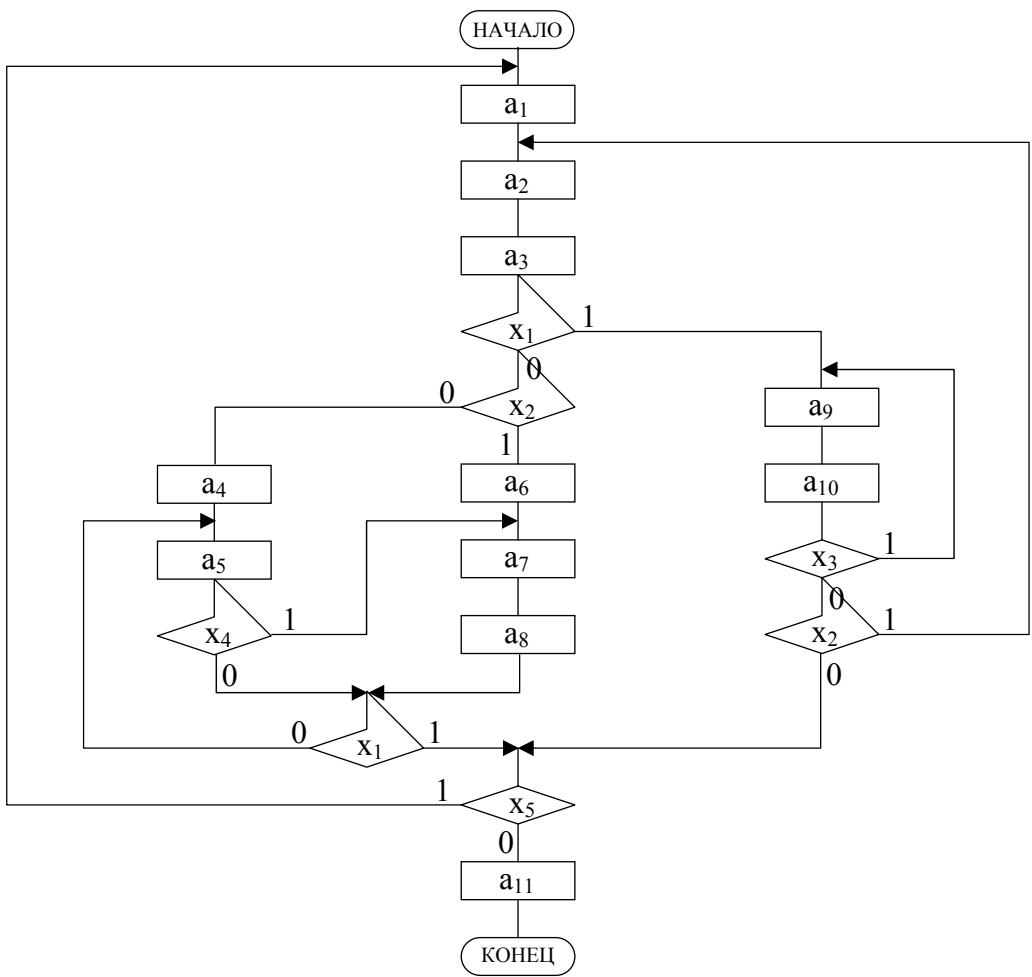 НАЧАЛО
a₁
a₂
a₃
x₁ 1
0
0 x₂
1
a₉
a₄
a₆
a₁₀
a₅
a₇
x₃ 1
0
x₄ 1
0
a₈
x₂ 1
0
0 x₁ 1
1 x₅
0
a₁₁
КОНЕЦ